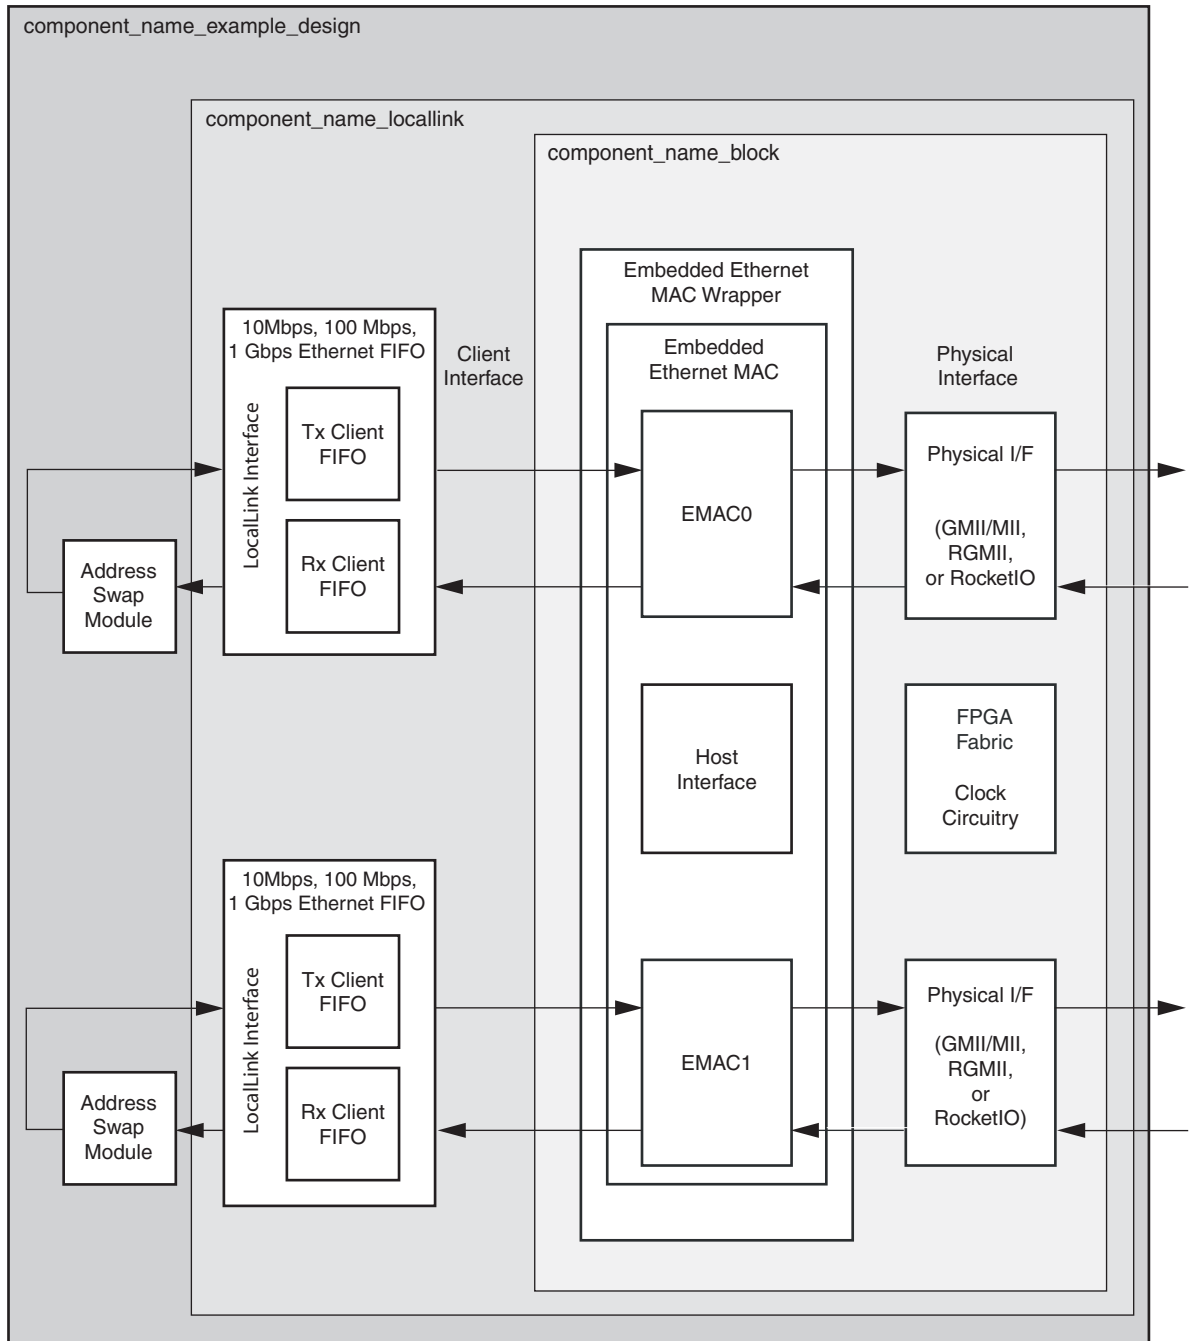 component_name_example_design
component_name_locallink
component_name_block
Embedded Ethernet
MAC Wrapper
10Mbps, 100 Mbps,
1 Gbps Ethernet FIFO
Client
Interface
Embedded
Ethernet MAC
Physical
Interface
LocalLink Interface
Tx Client
FIFO
Rx Client
FIFO
EMAC0
Physical I/F
(GMII/MII,
RGMII,
or RocketIO
Address
Swap
Module
Host
Interface
FPGA
Fabric
Clock
Circuitry
10Mbps, 100 Mbps,
1 Gbps Ethernet FIFO
LocalLink Interface
Tx Client
FIFO
Rx Client
FIFO
EMAC1
Physical I/F
(GMII/MII,
RGMII,
or
RocketIO)
Address
Swap
Module